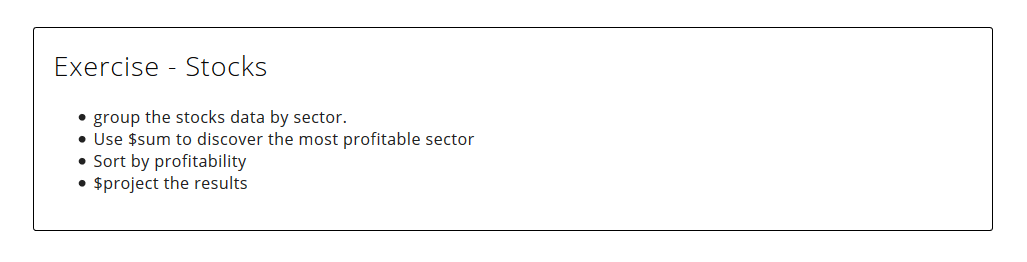 Exercise - Stocks
group the stocks data by sector.
Use $sum to discover the most profitable sector
Sort by profitability
$project the results